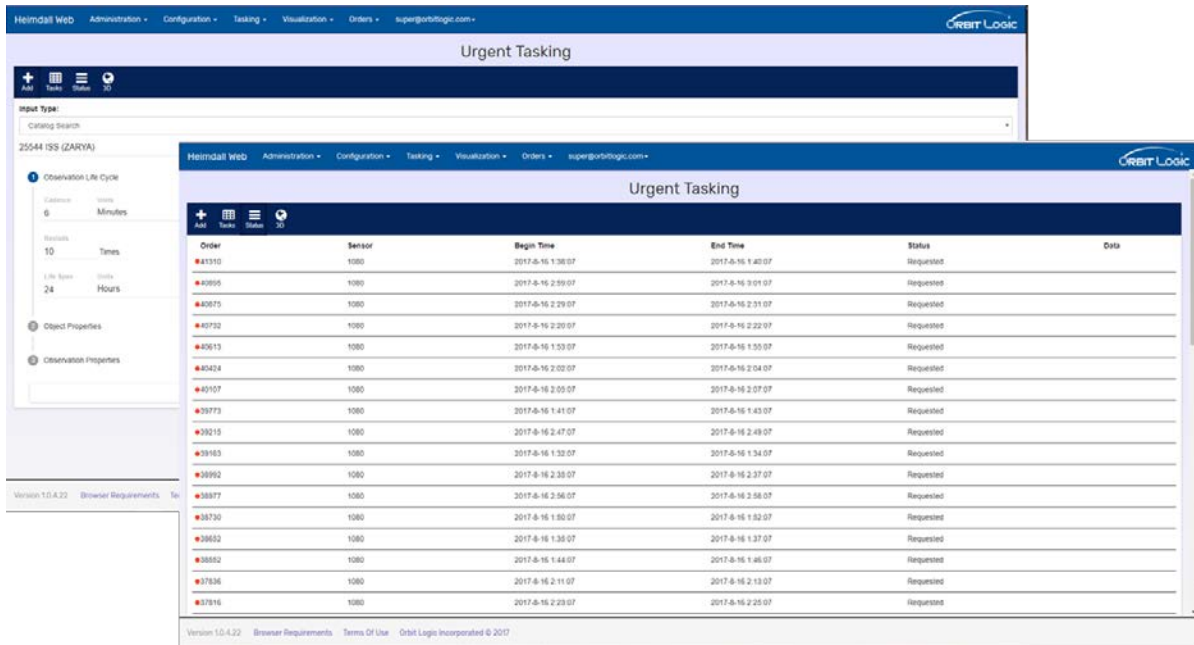 Heimdall Web Administration Configuration Tasking Visualization Orders super@orbitlogic.com ORBIT LOGIC
Urgent Tasking
Add Tasks Status 3D
Input Type:
Catalog Search
25544 ISS (ZARYA)
1 Observation Life Cycle
Cadence Units
6 Minutes
Restarts
10 Times
Life Span Units
24 Hours
2 Object Properties
3 Observation Properties
Version 1.0.4.22 Browser Requirements
Heimdall Web Administration Configuration Tasking Visualization Orders super@orbitlogic.com ORBIT LOGIC
Urgent Tasking
Add Tasks Status 3D
Order Sensor Begin Time End Time Status Data
41310 1080 2017-8-16 1:38:07 2017-8-16 1:40:07 Requested
1080 2017-8-16 2:59:07 2017-8-16 3:01:07 Requested
40875 1080 2017-8-16 2:29:07 2017-8-16 2:31:07 Requested
40732 1080 2017-8-16 2:20:07 2017-8-16 2:22:07 Requested
40613 1080 2017-8-16 1:53:07 2017-8-16 1:55:07 Requested
40424 1080 2017-8-16 2:02:07 2017-8-16 2:04:07 Requested
40107 1080 2017-8-16 2:05:07 2017-8-16 2:07:07 Requested
39773 1080 2017-8-16 1:41:07 2017-8-16 1:43:07 Requested
39215 1080 2017-8-16 2:47:07 2017-8-16 2:49:07 Requested
39163 1080 2017-8-16 1:32:07 2017-8-16 1:34:07 Requested
38992 1080 2017-8-16 2:35:07 2017-8-16 2:37:07 Requested
38977 1080 2017-8-16 2:56:07 2017-8-16 2:58:07 Requested
38730 1080 2017-8-16 1:50:07 2017-8-16 1:52:07 Requested
1080 2017-8-16 1:35:07 2017-8-16 1:37:07 Requested
38552 1080 2017-8-16 1:44:07 2017-8-16 1:46:07 Requested
37836 1080 2017-8-16 2:11:07 2017-8-16 2:13:07 Requested
37816 1080 2017-8-16 2:23:07 2017-8-16 2:25:07 Requested
Version 1.0.4.22 Browser Requirements Terms Of Use Orbit Logic Incorporated © 2017